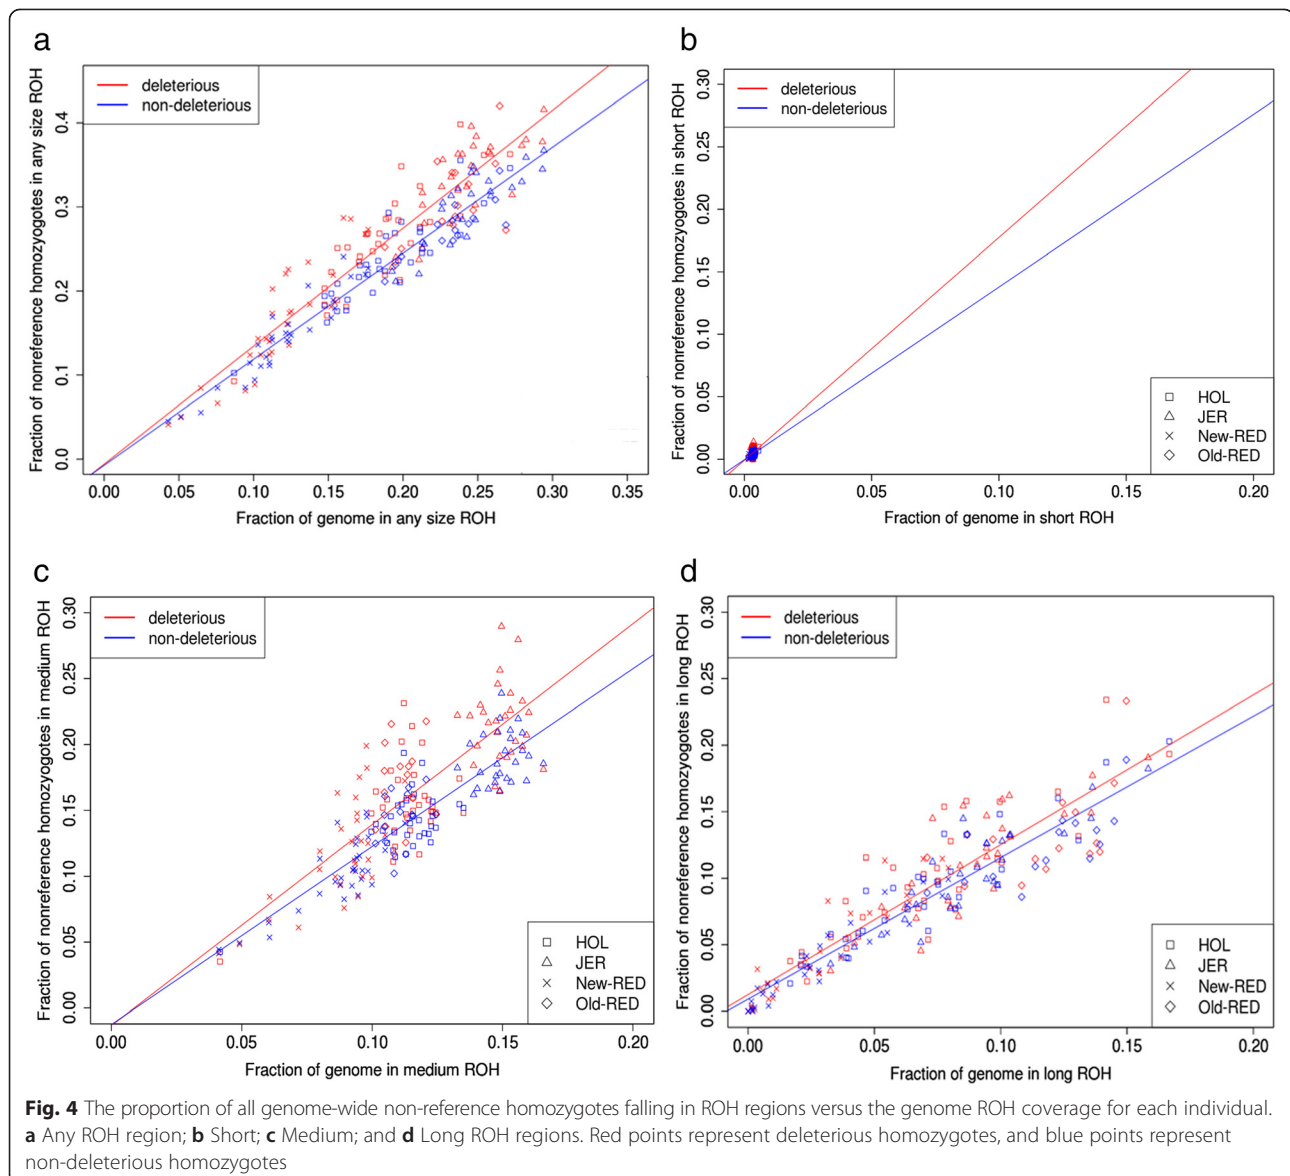 a
deleterious
non-deleterious
Fraction of nonreference homozyogotes in any size ROH
0.0
0.1
0.2
0.3
0.4
0.00 0.05 0.10 0.15 0.20 0.25 0.30 0.35
Fraction of genome in any size ROH
b
deleterious
non-deleterious
HOL
JER
New-RED
Old-RED
Fraction of nonreference homozyogotes in short ROH
0.00 0.05 0.10 0.15 0.20 0.25 0.30
0.00 0.05 0.10 0.15 0.20
Fraction of genome in short ROH
c
deleterious
non-deleterious
HOL
JER
New-RED
Old-RED
Fraction of nonreference homozyogotes in medium ROH
0.00 0.05 0.10 0.15 0.20 0.25 0.30
0.00 0.05 0.10 0.15 0.20
Fraction of genome in medium ROH
d
deleterious
non-deleterious
HOL
JER
New-RED
Old-RED
Fraction of nonreference homozyogotes in long ROH
0.00 0.05 0.10 0.15 0.20 0.25 0.30
0.00 0.05 0.10 0.15 0.20
Fraction of genome in long ROH
Fig. 4 The proportion of all genome-wide non-reference homozygotes falling in ROH regions versus the genome ROH coverage for each individual.
a Any ROH region; b Short; c Medium; and d Long ROH regions. Red points represent deleterious homozygotes, and blue points represent
non-deleterious homozygotes